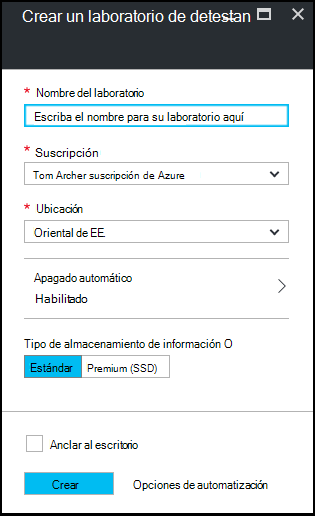 Crear un laboratorio de detestan
* Nombre del laboratorio
Escriba el nombre para su laboratorio aquí
* Suscripción
Tom Archer suscripción de Azure
* Ubicación
Oriental de EE.
Apagado automático
Habilitado
Tipo de almacenamiento de información O
Estándar Premium (SSD)
Anclar al escritorio
Crear Opciones de automatización